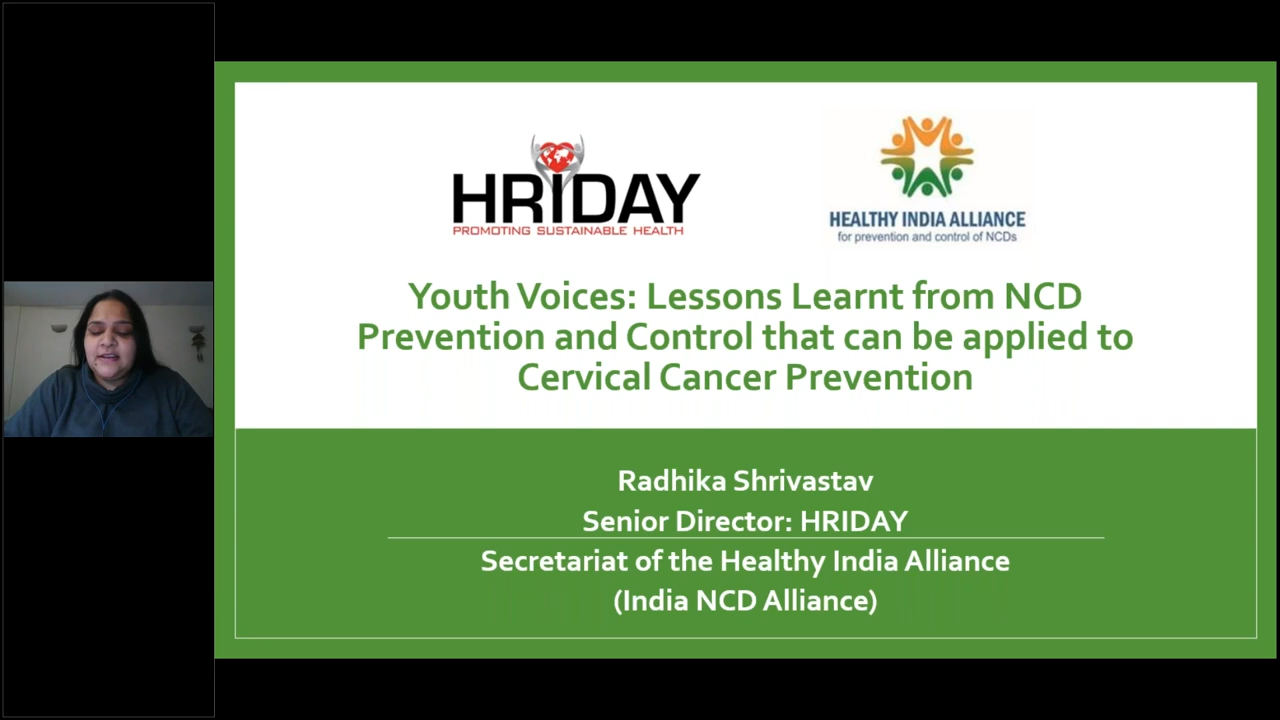 HRIDAY
PROMOTING SUSTAINABLE HEALTH
HEALTHY INDIA ALLIANCE
for prevention and control of NCDs
Youth Voices: Lessons Learnt from NCD
Prevention and Control that can be applied to
Cervical Cancer Prevention
Radhika Shrivastav
Senior Director: HRIDAY
Secretariat of the Healthy India Alliance
(India NCD Alliance)